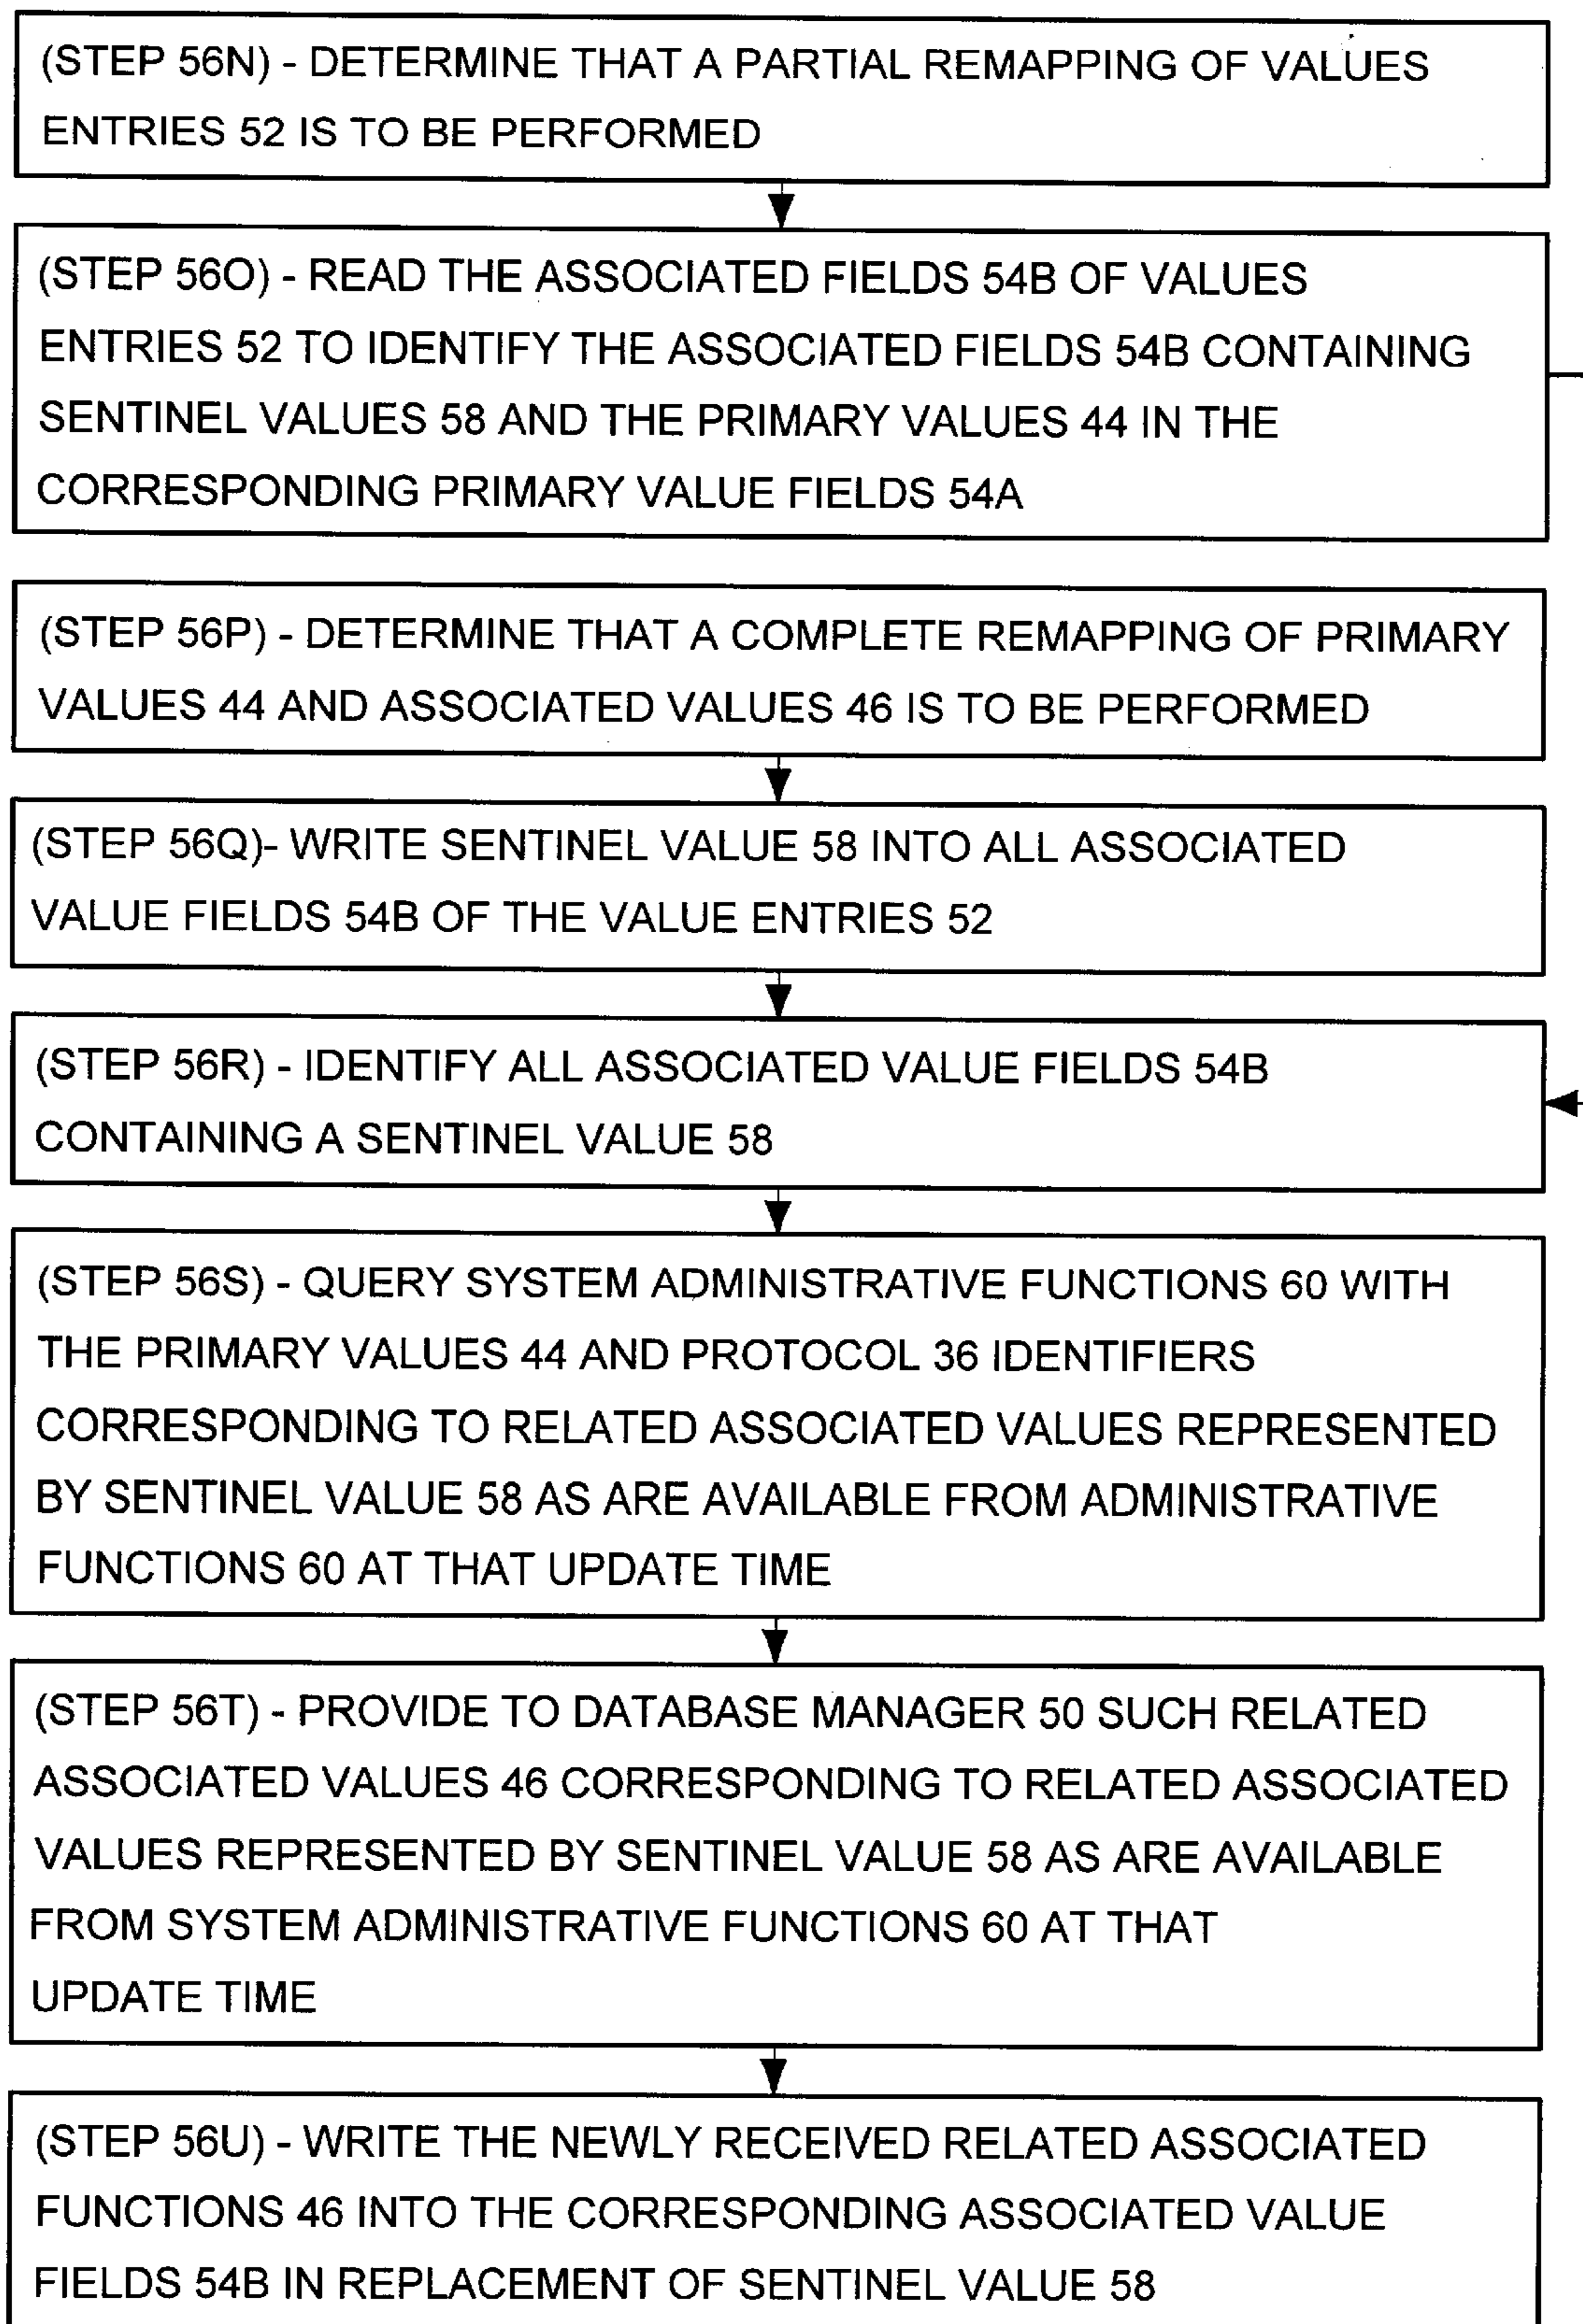 (STEP 56N) - DETERMINE THAT A PARTIAL REMAPPING OF VALUES
ENTRIES 52 IS TO BE PERFORMED
(STEP 56O) - READ THE ASSOCIATED FIELDS 54B OF VALUES
ENTRIES 52 TO IDENTIFY THE ASSOCIATED FIELDS 54B CONTAINING
SENTINEL VALUES 58 AND THE PRIMARY VALUES 44 IN THE
CORRESPONDING PRIMARY VALUE FIELDS 54A
(STEP 56P) - DETERMINE THAT A COMPLETE REMAPPING OF PRIMARY
VALUES 44 AND ASSOCIATED VALUES 46 IS TO BE PERFORMED
(STEP 56Q)- WRITE SENTINEL VALUE 58 INTO ALL ASSOCIATED
VALUE FIELDS 54B OF THE VALUE ENTRIES 52
(STEP 56R) - IDENTIFY ALL ASSOCIATED VALUE FIELDS 54B
CONTAINING A SENTINEL VALUE 58
(STEP 56S) - QUERY SYSTEM ADMINISTRATIVE FUNCTIONS 60 WITH
THE PRIMARY VALUES 44 AND PROTOCOL 36 IDENTIFIERS
CORRESPONDING TO RELATED ASSOCIATED VALUES REPRESENTED
BY SENTINEL VALUE 58 AS ARE AVAILABLE FROM ADMINISTRATIVE
FUNCTIONS 60 AT THAT UPDATE TIME
(STEP 56T) - PROVIDE TO DATABASE MANAGER 50 SUCH RELATED
ASSOCIATED VALUES 46 CORRESPONDING TO RELATED ASSOCIATED
VALUES REPRESENTED BY SENTINEL VALUE 58 AS ARE AVAILABLE
FROM SYSTEM ADMINISTRATIVE FUNCTIONS 60 AT THAT
UPDATE TIME
(STEP 56U) - WRITE THE NEWLY RECEIVED RELATED ASSOCIATED
FUNCTIONS 46 INTO THE CORRESPONDING ASSOCIATED VALUE
FIELDS 54B IN REPLACEMENT OF SENTINEL VALUE 58